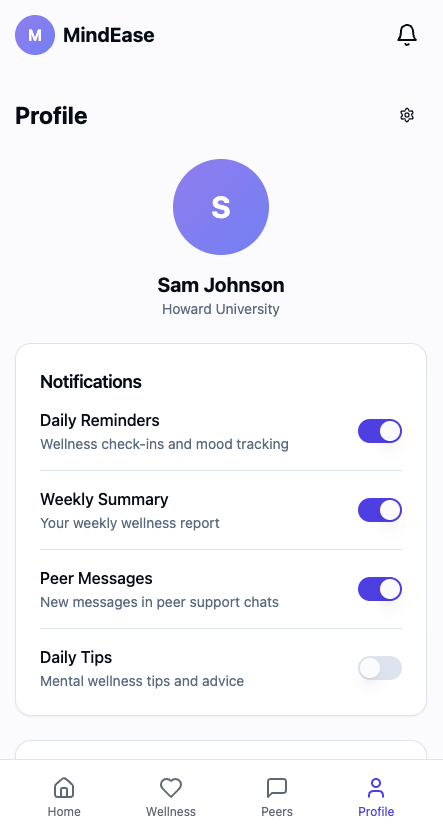 M MindEase
Profile
S
Sam Johnson
Howard University
Notifications
Daily Reminders
Wellness check-ins and mood tracking
Weekly Summary
Your weekly wellness report
Peer Messages
New messages in peer support chats
Daily Tips
Mental wellness tips and advice
Home Wellness Peers Profile